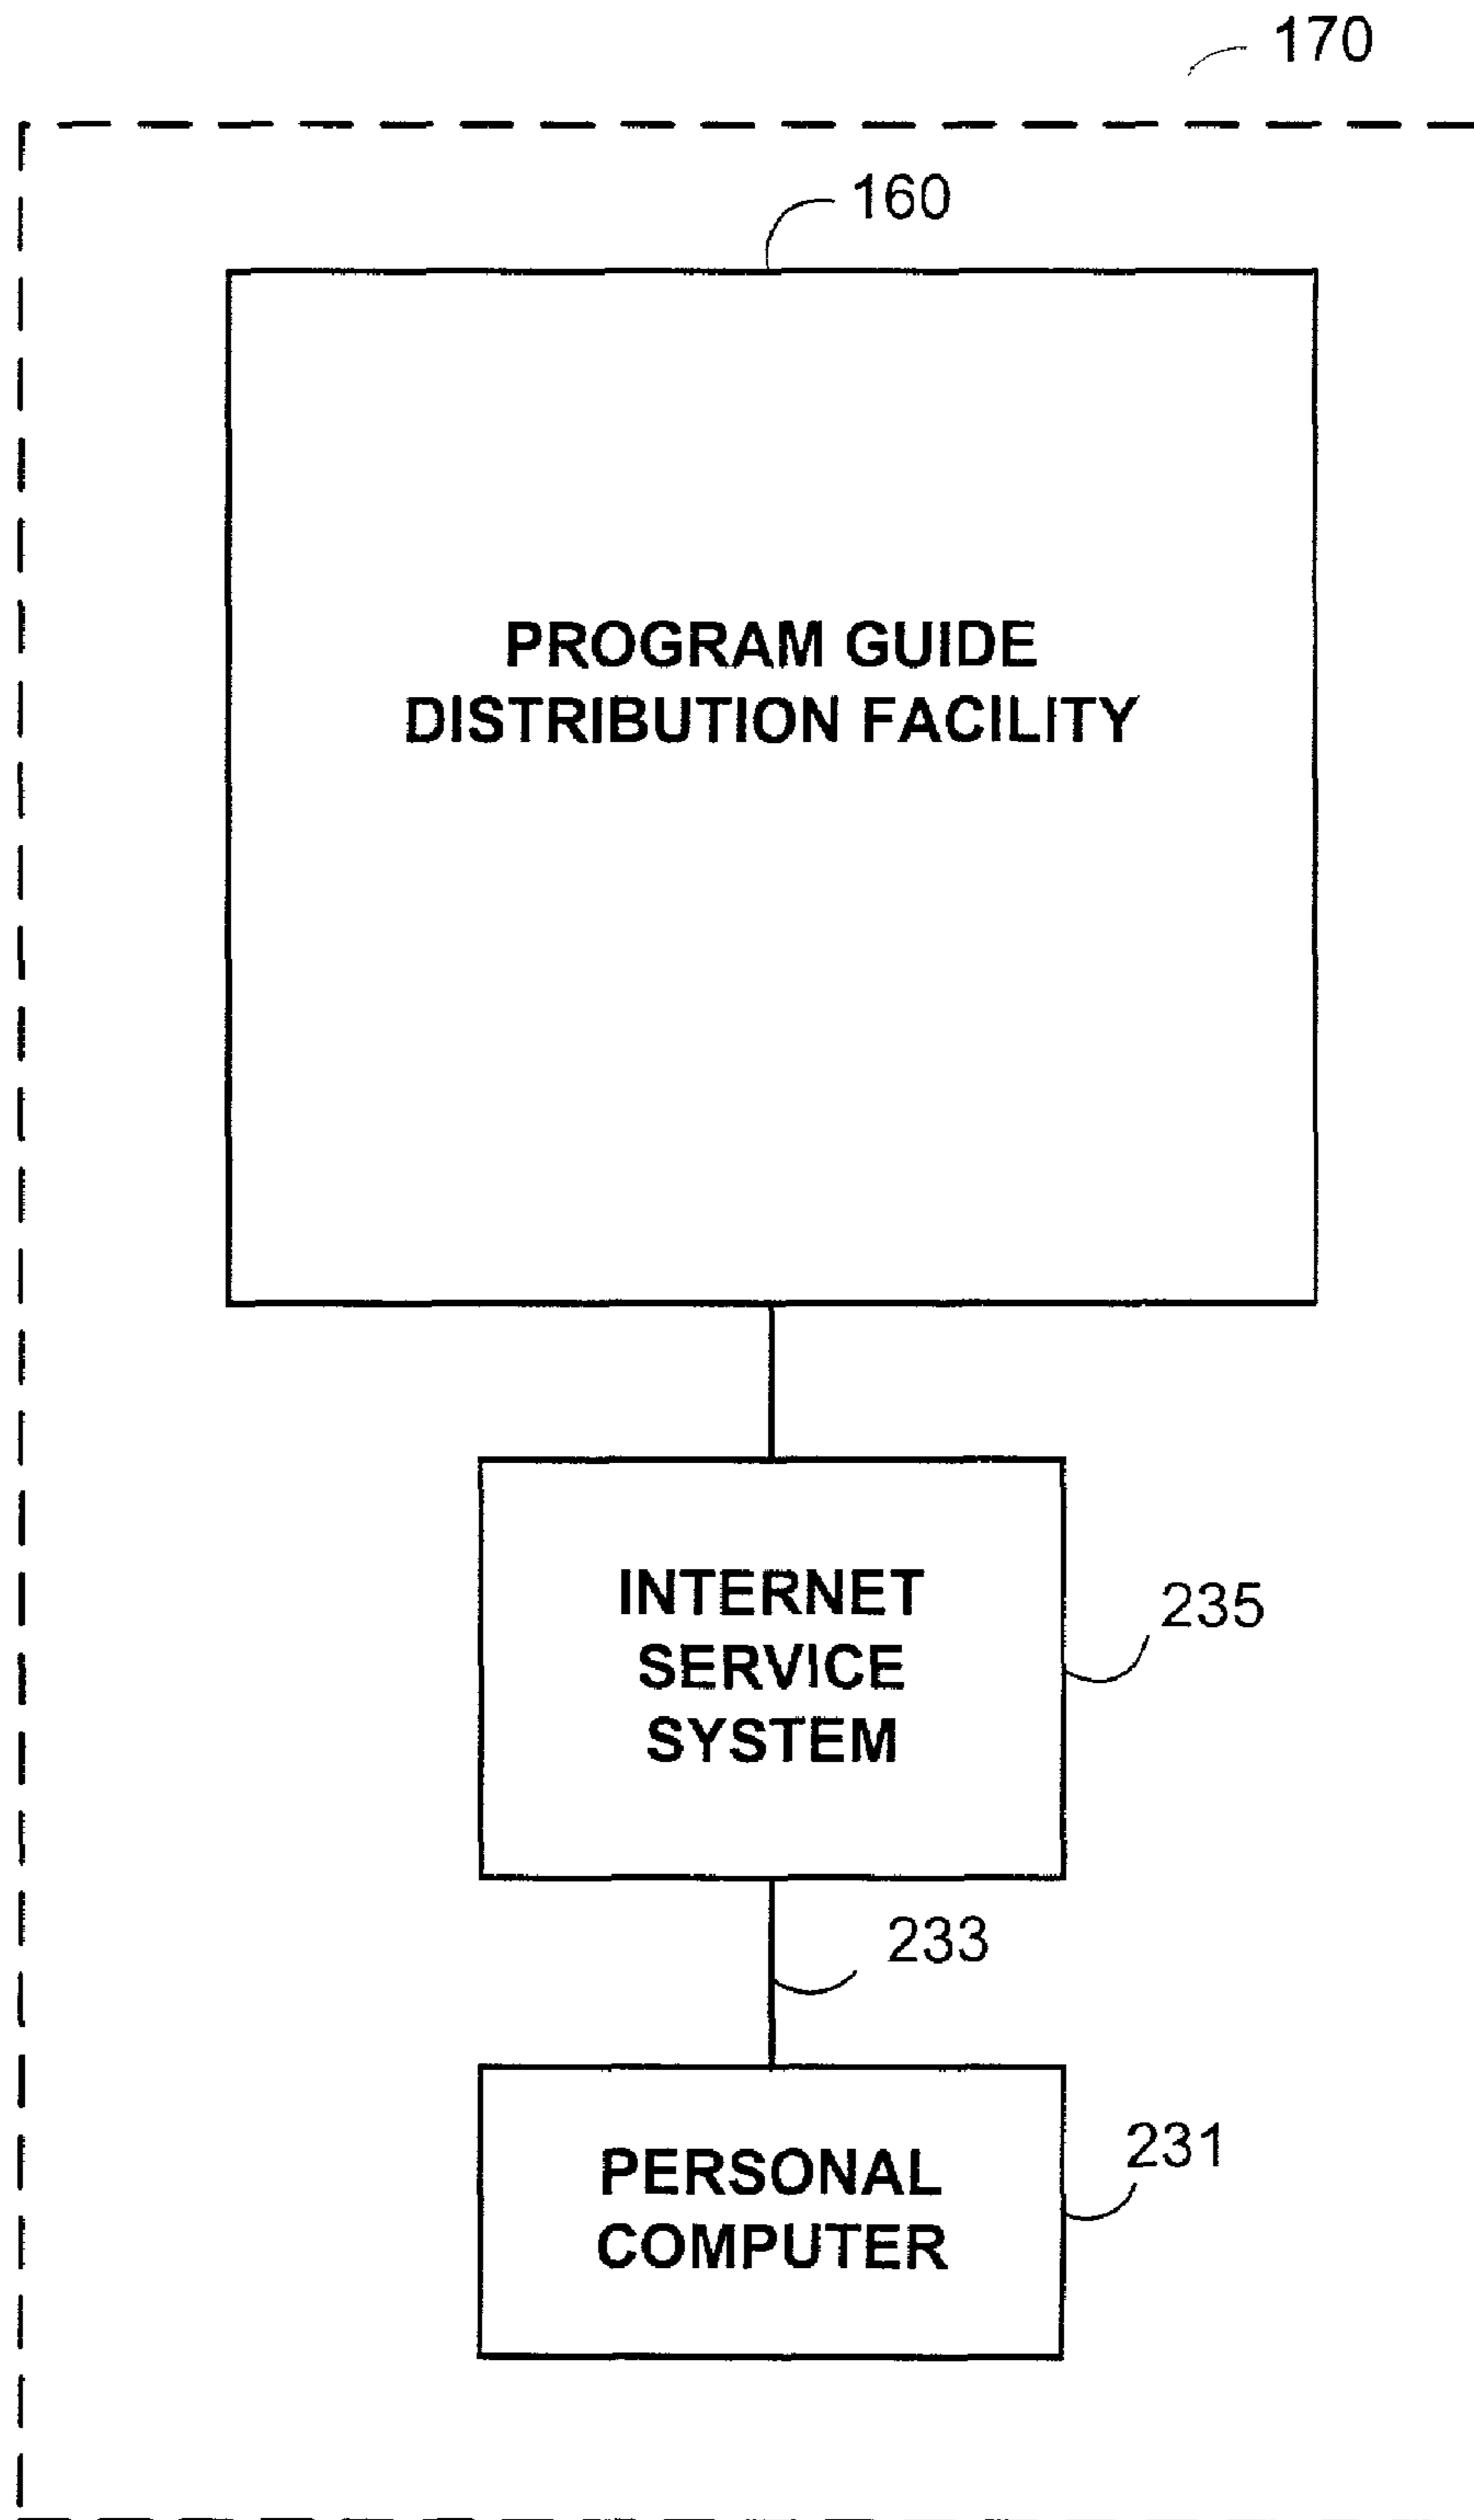 170
160
PROGRAM GUIDE
DISTRIBUTION FACILITY
INTERNET
SERVICE
SYSTEM
235
233
PERSONAL
COMPUTER
231